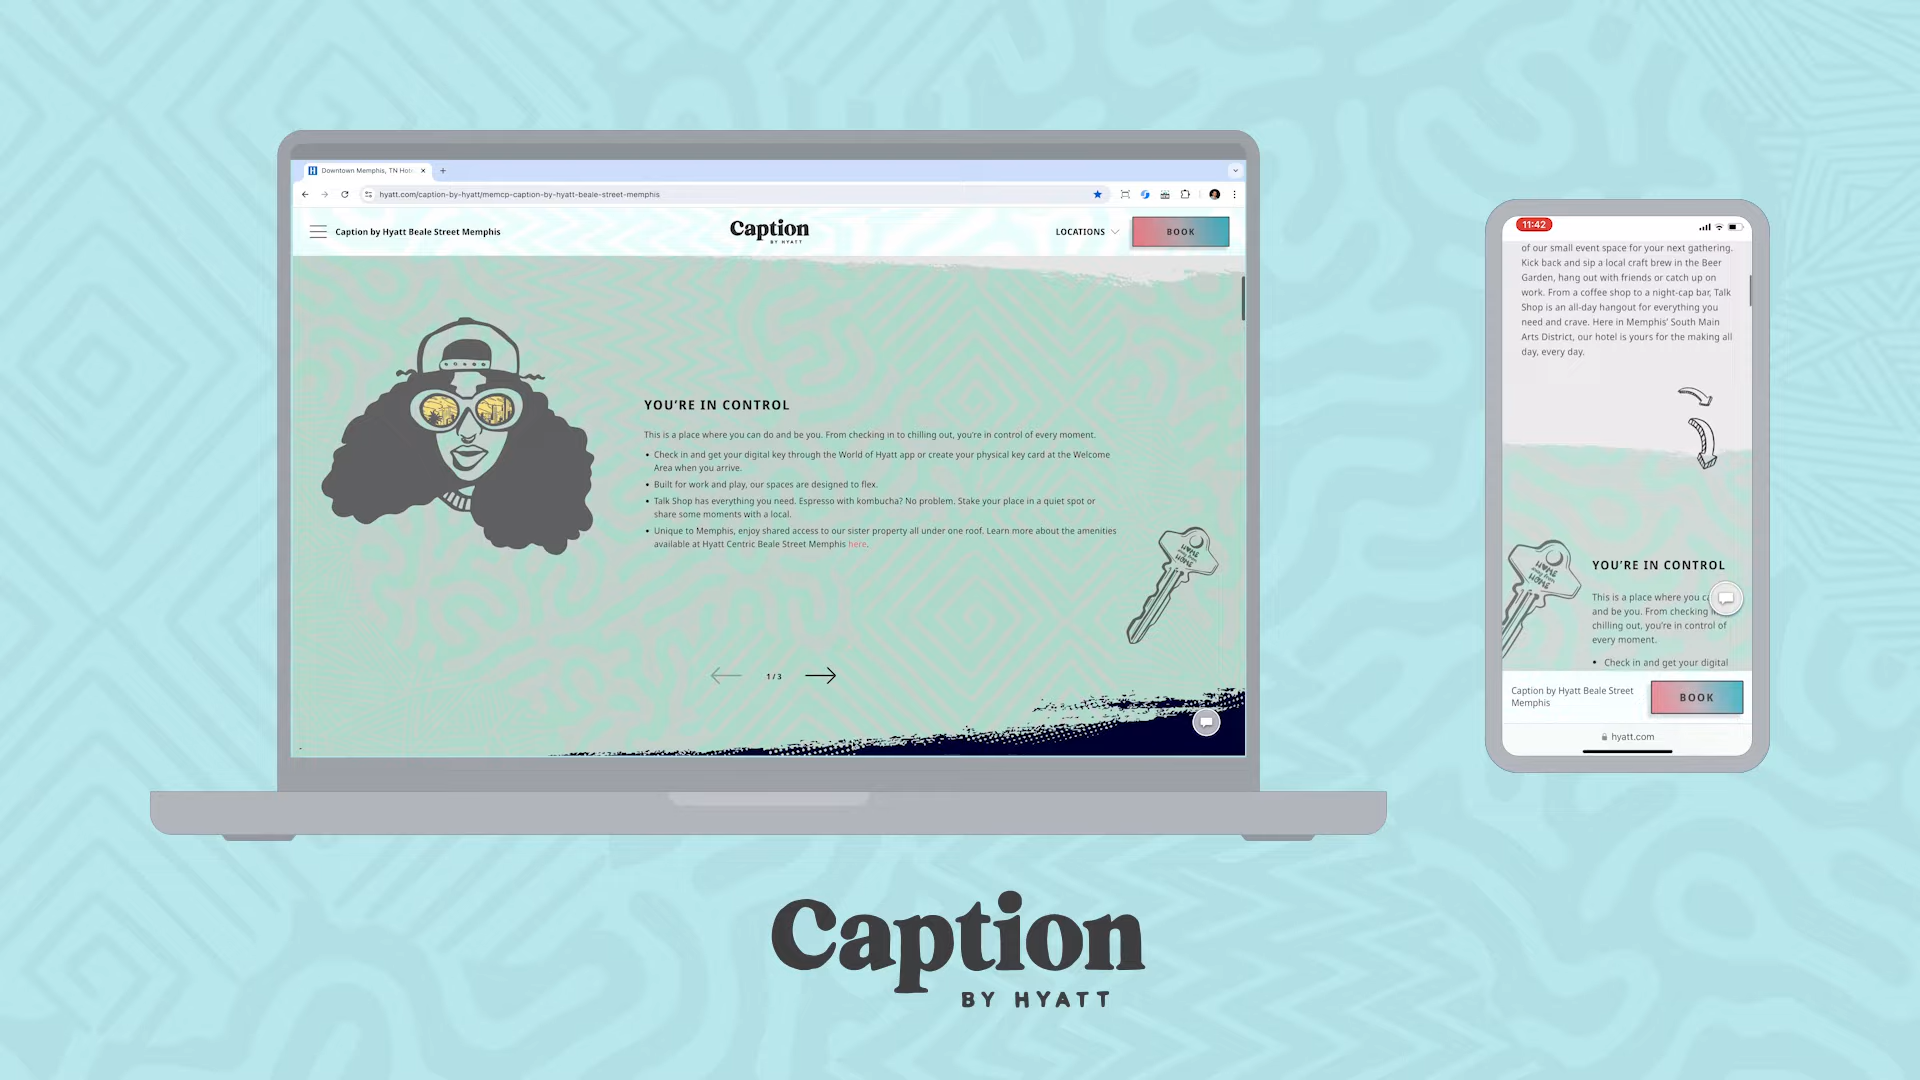 Downtown Memphis, TN Hot
hyatt.com/caption-by-hyatt/memcp-caption-by-hyatt-beale-street-memphis
Caption by Hyatt Beale Street Memphis
Caption
BY HYATT
LOCATIONS
BOOK
YOU'RE IN CONTROL
This is a place where you can do and be you. From checking in to chilling out, you're in control of every moment.
• Check in and get your digital key through the World of Hyatt app or create your physical key card at the Welcome
Area when you arrive.
• Built for work and play, our spaces are designed to flex.
• Talk Shop has everything you need. Espresso with kombucha? No problem. Stake your place in a quiet spot or
share some moments with a local.
• Unique to Memphis, enjoy shared access to our sister property all under one roof. Learn more about the amenities
available at Hyatt Centric Beale Street Memphis here.
1 / 3
11:42
of our small event space for your next gathering.
Kick back and sip a local craft brew in the Beer
Garden, hang out with friends or catch up on
work. From a coffee shop to a night-cap bar, Talk
Shop is an all-day hangout for everything you
need and crave. Here in Memphis' South Main
Arts District, our hotel is yours for the making all
day, every day.
YOU'RE IN CONTROL
This is a place where you
and be you. From checking
chilling out, you're in control of
every moment.
• Check in and get your digital
Caption by Hyatt Beale Street
Memphis
BOOK
hyatt.com
Caption
BY HYATT